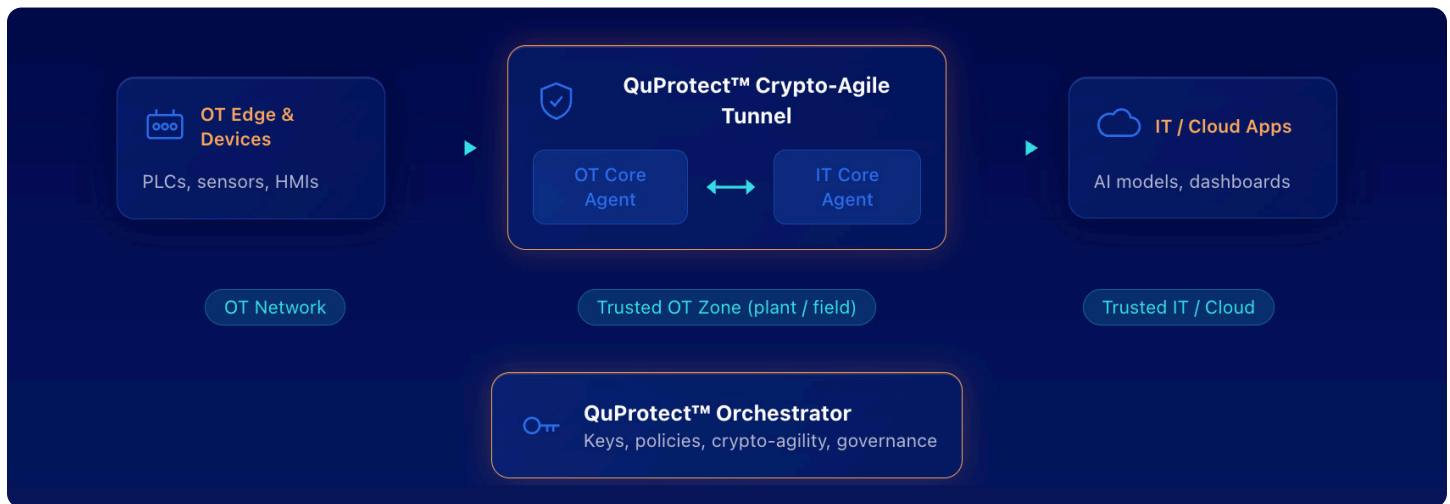 OT Edge &
Devices
PLCs, sensors, HMIs
QuProtect™ Crypto-Agile
Tunnel
OT Core
Agent
IT Core
Agent
IT / Cloud Apps
AI models, dashboards
OT Network
Trusted OT Zone (plant / field)
Trusted IT / Cloud
QuProtect™ Orchestrator
Keys, policies, crypto-agility, governance